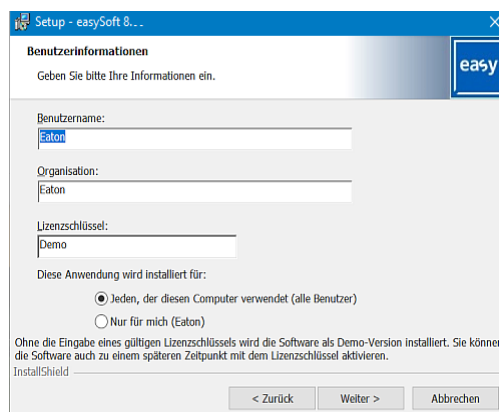 Setup - easySoft 8...
Benutzerinformationen
Geben Sie bitte Ihre Informationen ein.
easy
Benutzername:
Eaton
Organisation:
Eaton
Lizenzschlüssel:
Demo
Diese Anwendung wird installiert für:
Jeden, der diesen Computer verwendet (alle Benutzer)
Nur für mich (Eaton)
Ohne die Eingabe eines gültigen Lizenzschlüssels wird die Software als Demo-Version installiert. Sie können
die Software auch zu einem späteren Zeitpunkt mit dem Lizenzschlüssel aktivieren.
InstallShield
< Zurück
Weiter >
Abbrechen